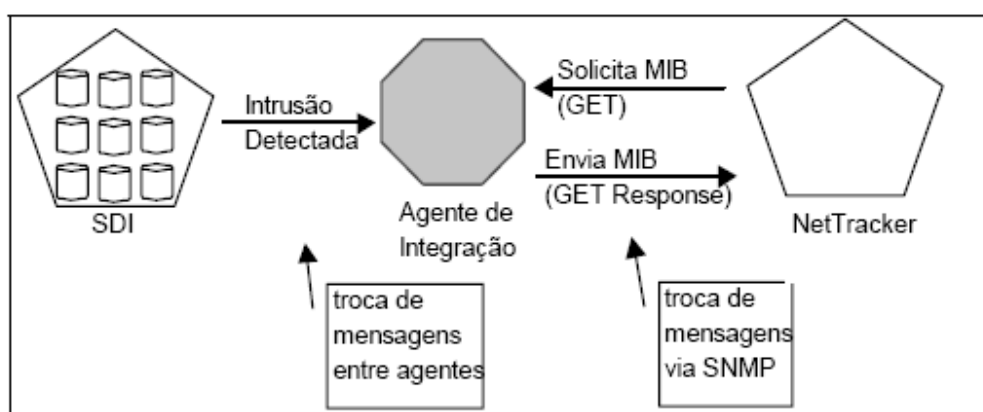 SDI
Intrusão
Detectada
Agente de
Integração
Solicita MIB
(GET)
Envia MIB
(GET Response)
NetTracker
troca de
mensagens
entre agentes
troca de
mensagens
via SNMP